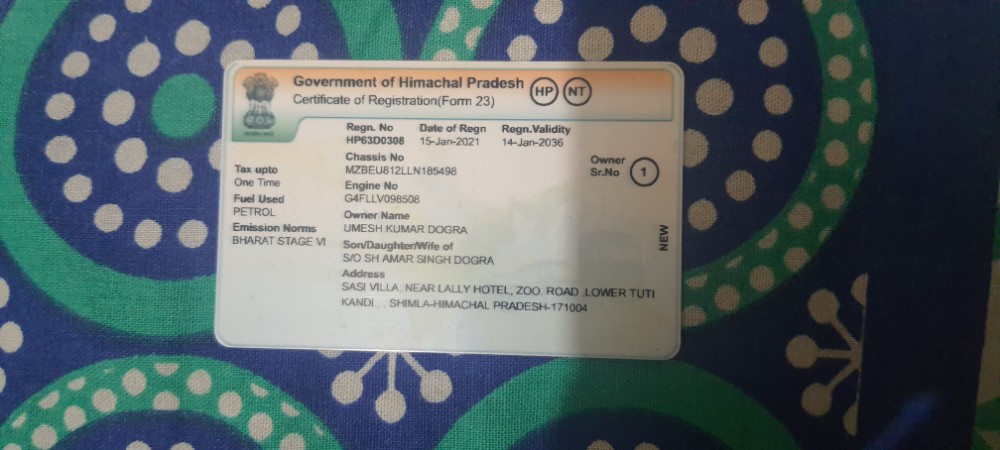 Government of Himachal Pradesh HP NT
Certificate of Registration(Form 23)
Regn. No Date of Regn Regn.Validity
HP63D0308 15-Jan-2021 14-Jan-2036
Chassis No
MZBEU812LLN185498
Owner
Sr.No 1
Tax upto
One Time
Engine No
G4FLLV098508
Fuel Used
PETROL
Owner Name
UMESH KUMAR DOGRA
Emission Norms
BHARAT STAGE VI
Son/Daughter/Wife of
S/O SH AMAR SINGH DOGRA
NEW
Address
SASI VILLA, NEAR LALLY HOTEL, ZOO. ROAD .LOWER TUTI
KANDI. . . SHIMLA-HIMACHAL PRADESH-171004